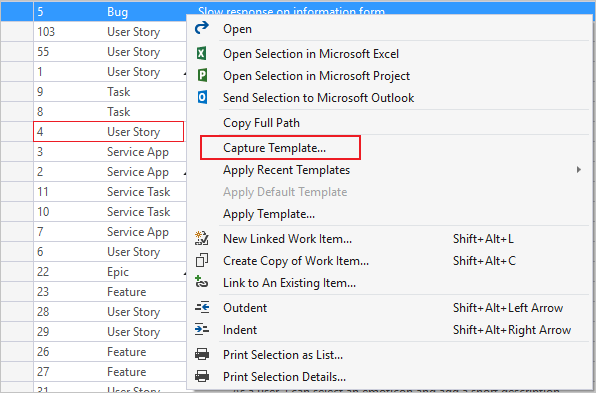 5 Bug Slow response on information form
103 User Story
55 User Story
1 User Story
9 Task
8 Task
4 User Story
3 Service App
2 Service App
11 Service Task
10 Service Task
7 Service App
6 User Story
22 Epic
23 Feature
28 User Story
29 User Story
26 Feature
27 Feature
31 User Story
Open
Open Selection in Microsoft Excel
Open Selection in Microsoft Project
Send Selection to Microsoft Outlook
Copy Full Path
Capture Template...
Apply Recent Templates
Apply Default Template
Apply Template...
New Linked Work Item... Shift+Alt+L
Create Copy of Work Item... Shift+Alt+C
Link to An Existing Item...
Outdent Shift+Alt+Left Arrow
Indent Shift+Alt+Right Arrow
Print Selection as List...
Print Selection Details...